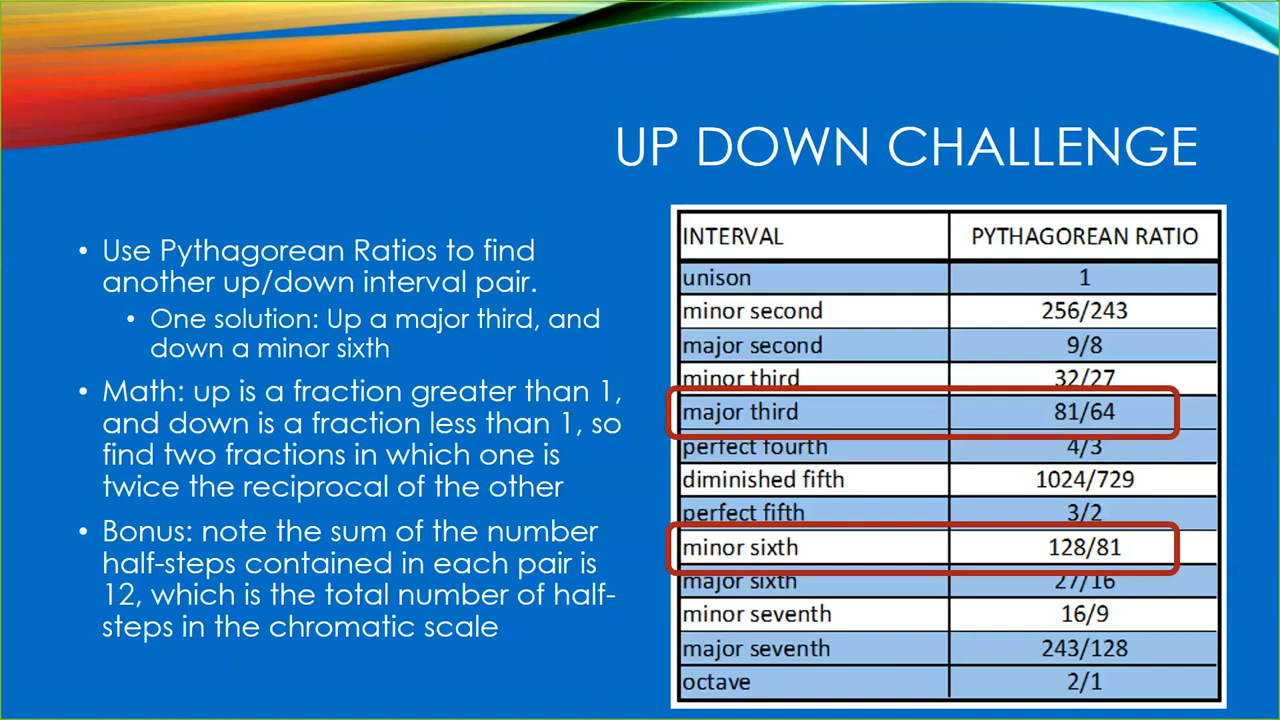 UP DOWN CHALLENGE
• Use Pythagorean Ratios to find
another up/down interval pair.
• One solution: Up a major third, and
down a minor sixth
• Math: up is a fraction greater than 1,
and down is a fraction less than 1, so
find two fractions in which one is
twice the reciprocal of the other
• Bonus: note the sum of the number
half-steps contained in each pair is
12, which is the total number of half-
steps in the chromatic scale
INTERVAL PYTHAGOREAN RATIO
unison 1
minor second 256/243
major second 9/8
minor third 32/27
major third 81/64
perfect fourth 4/3
diminished fifth 1024/729
perfect fifth 3/2
minor sixth 128/81
major sixth 27/16
minor seventh 16/9
major seventh 243/128
octave 2/1